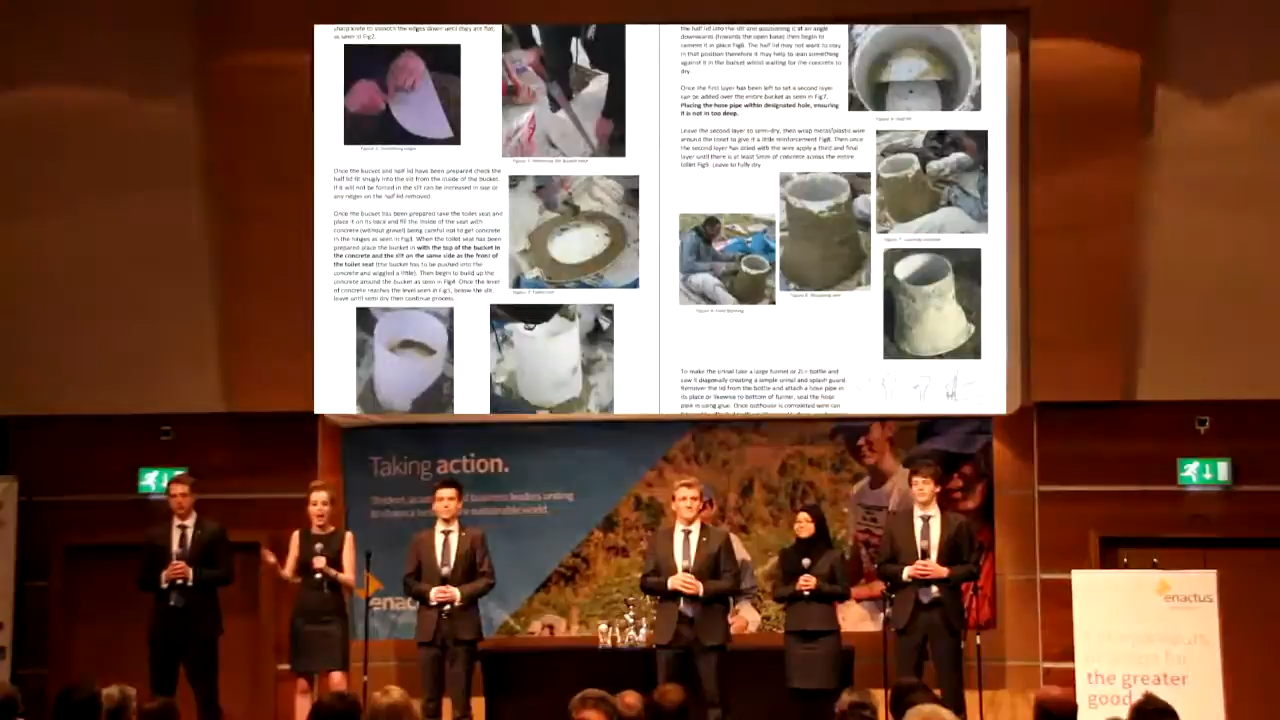 sharp knife to smooth the edges down until they are flat,
as seen in Fig2.
Once the bucket and half lid have been prepared check the
half lid fit snugly into the slit from the inside of the bucket.
If it will not be forced in the slit can be increased in size or
any ridges on the half lid removed.
Once the bucket has been prepared take the toilet seat and
place it on its back and fill the inside of the seat with
concrete (without gravel) being careful not to get concrete
in the hinges as seen in Fig3. When the toilet seat has been
prepared place the bucket in with the top of the bucket in
the concrete and the slit on the same side as the front of
the toilet seat (the bucket has to be pushed into the
concrete and wiggled a little). Then begin to build up the
concrete around the bucket as seen in Fig4. Once the level
of concrete reaches the level seen in Fig5, below the slit,
leave until semi dry then continue process.
the half lid into the slit and positioning it at an angle
downwards (towards the open base) then begin to
cement it in place Fig6. The half lid may not want to stay
in that position therefore it may help to lean something
against it in the bucket whilst waiting for the concrete to
dry.
Once the first layer has been left to set a second layer
can be added over the entire bucket as seen in Fig7.
Placing the hose pipe within designated hole, ensuring
it is not in too deep.
Leave the second layer to semi-dry, then wrap metal/plastic wire
around the toilet to give it a little reinforcement Fig8. Then once
the second layer has dried with the wire apply a third and final
layer until there is at least 5mm of concrete across the entire
toilet Fig9. Leave to fully dry.
To make the urinal take a large funnel or 2L+ bottle and
saw it diagonally creating a simple urinal and splash guard.
Remove the lid from the bottle and attach a hose pipe in
its place or likewise to bottom of funnel, seal the hose
pipe in using glue. Once outhouse is completed
Taking action.
business leaders uniting
sustainable world.
enac
enactus
the greater
good